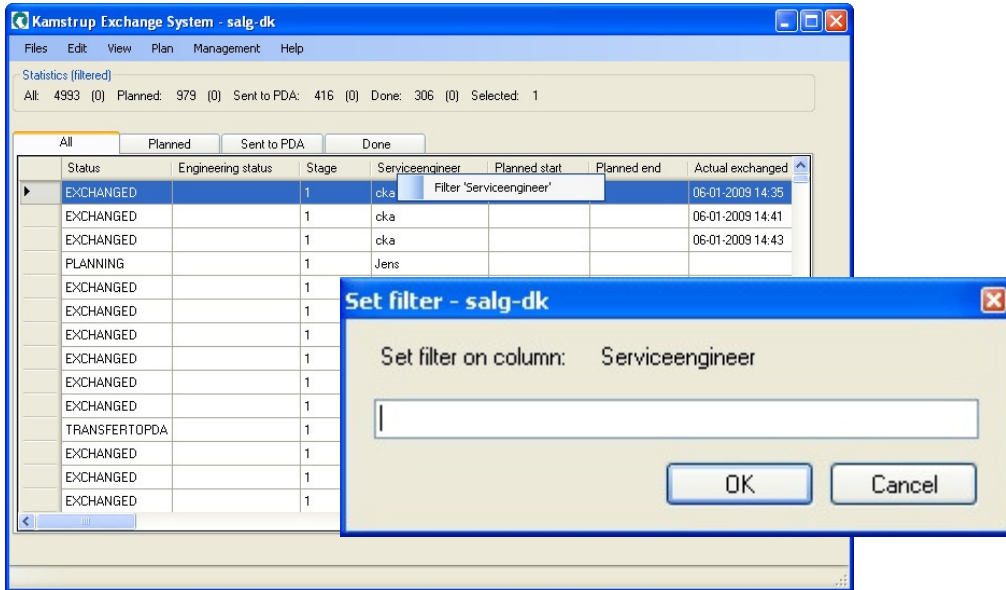 Kamstrup Exchange System - salg-dk
Files Edit View Plan Management Help
Statistics (filtered)
All: 4993 (0) Planned: 979 (0) Sent to PDA: 416 (0) Done: 306 (0) Selected: 1
All Planned Sent to PDA Done
Status Engineering status Stage Serviceengineer Planned start Planned end Actual exchanged
Filter 'Serviceengineer'
EXCHANGED 1 cka 06-01-2009 14:35
EXCHANGED 1 cka 06-01-2009 14:41
EXCHANGED 1 cka 06-01-2009 14:43
PLANNING 1 Jens
EXCHANGED 1
EXCHANGED 1
EXCHANGED 1
EXCHANGED 1
EXCHANGED 1
EXCHANGED 1
TRANSFERTOPDA 1
EXCHANGED 1
EXCHANGED 1
EXCHANGED 1
Set filter - salg-dk
Set filter on column: Serviceengineer
OK Cancel